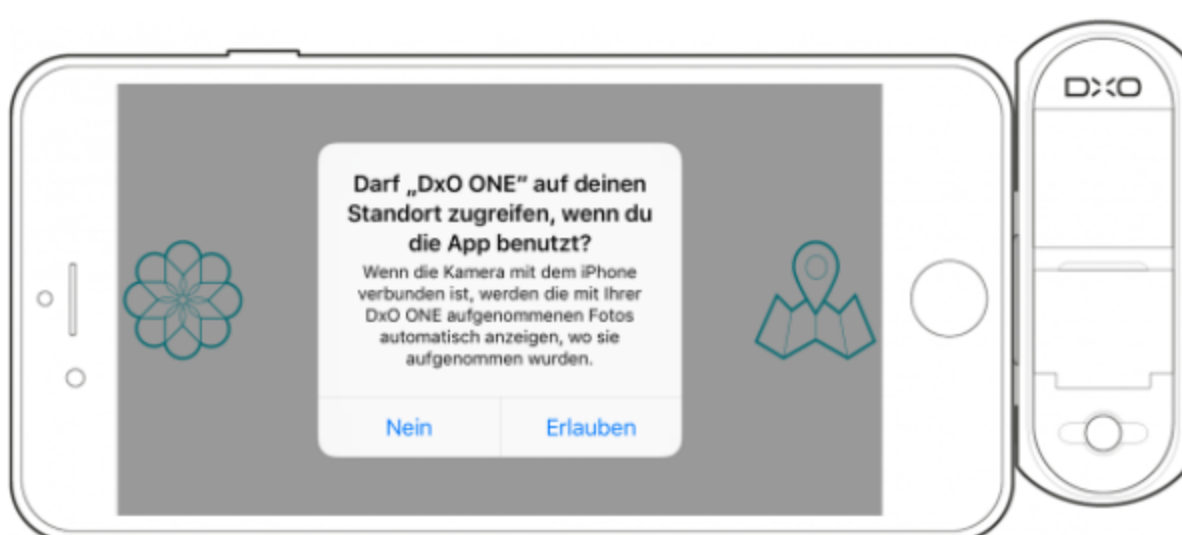 DXO
Darf „DxO ONE" auf deinen
Standort zugreifen, wenn du
die App benutzt?
Wenn die Kamera mit dem iPhone
verbunden ist, werden die mit Ihrer
DxO ONE aufgenommenen Fotos
automatisch anzeigen, wo sie
aufgenommen wurden.
Nein
Erlauben